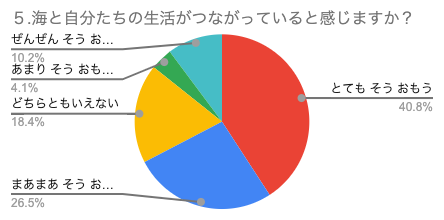 ５.海と自分たちの生活がつながっていると感じますか？
ぜんぜん そう お...
10.2%
あまり そう おも...
4.1%
どちらともいえない
18.4%
まあまあ そう お...
26.5%
とても そう おもう
40.8%